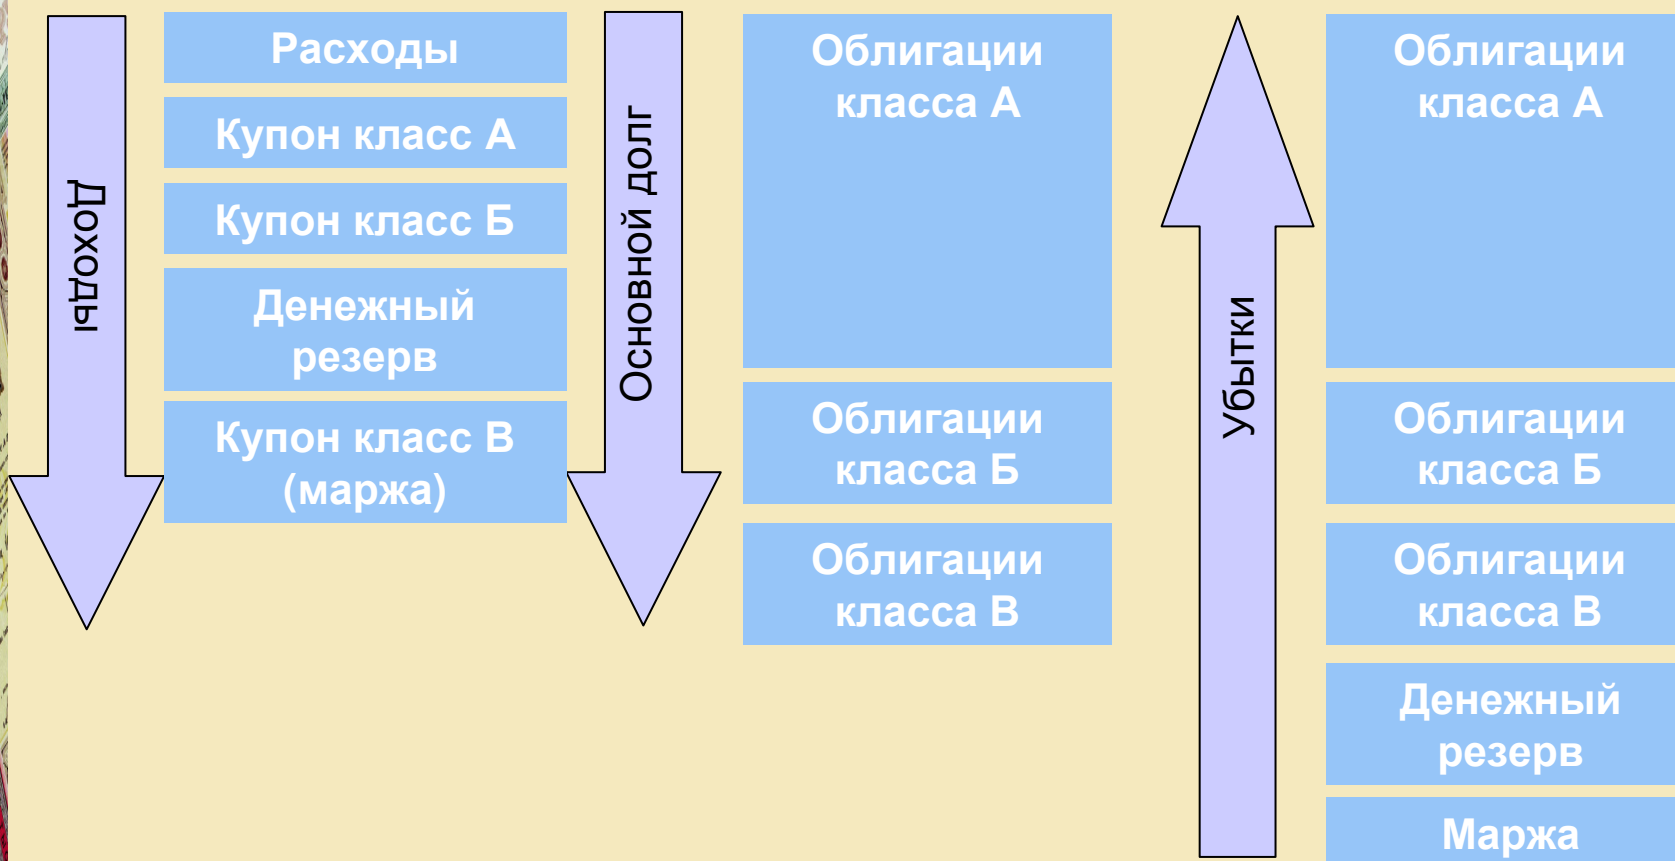 Доходы
Расходы
Купон класс А
Купон класс Б
Денежный
резерв
Купон класс В
(маржа)
Основной долг
Облигации
класса А
Облигации
класса Б
Облигации
класса В
Убытки
Облигации
класса А
Облигации
класса Б
Облигации
класса В
Денежный
резерв
Маржа